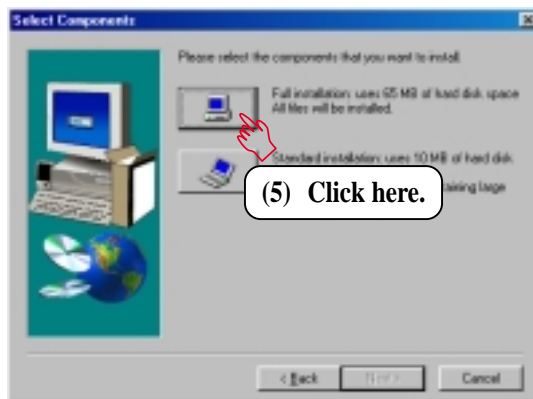 Select Components
Please select the components that you want to install.
Full installation: uses 65 MB of hard disk space
All files will be installed.
Standard installation: uses 10 MB of hard disk
(5) Click here.
aining large
< Back
Next >
Cancel